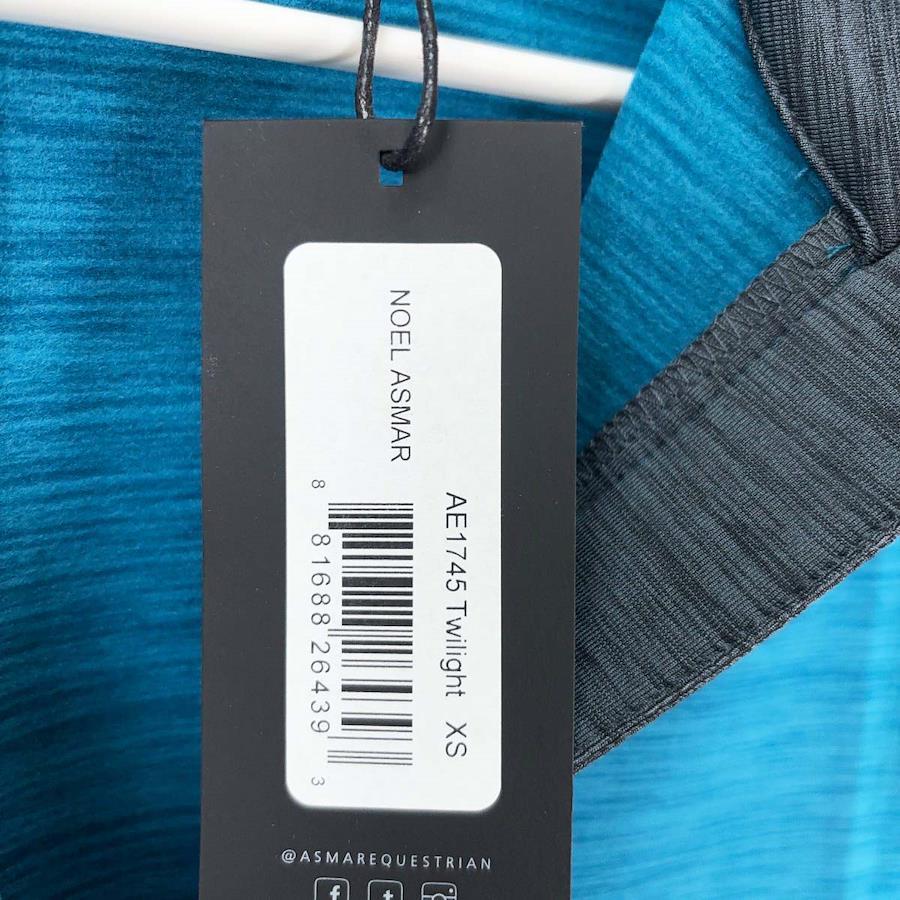 NOEL ASMAR
AE1745 Twilight XS
8 81688 26439 3
@ASMAREQUESTRIAN
f t